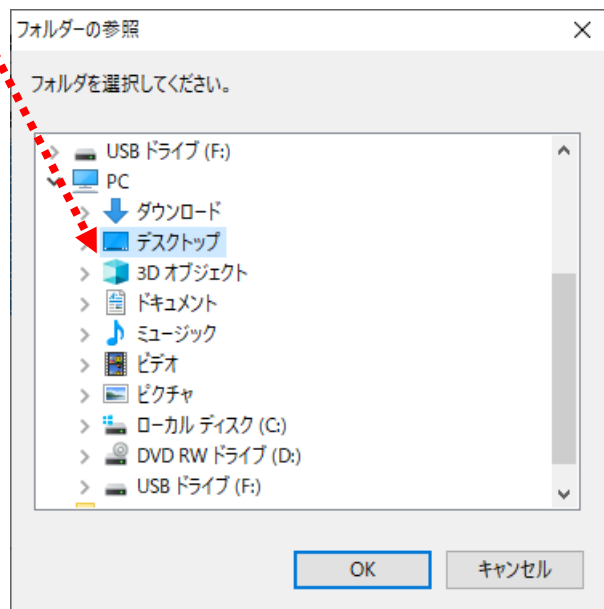 フォルダーの参照
フォルダを選択してください。
USB ドライブ (F:)
PC
ダウンロード
デスクトップ
3D オブジェクト
ドキュメント
ミュージック
ビデオ
ピクチャ
ローカル ディスク (C:)
DVD RW ドライブ (D:)
USB ドライブ (F:)
OK
キャンセル